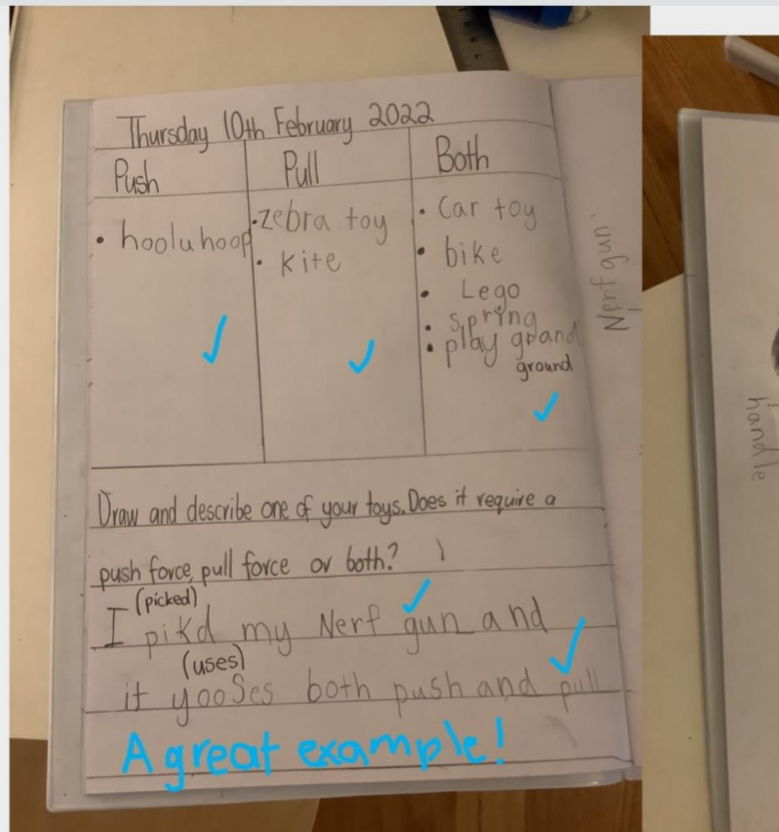 Thursday 10th February 2022
Push
Pull
Both
• hooluhoop
• zebra toy
• kite
• Car toy
• bike
• Lego
• spring
• play grand
ground
Draw and describe one of your toys. Does it require a
push force, pull force or both?
(picked)
I pikd my Nerf gun and
(uses)
it yooSes both push and pull
A great example!
Nerf gun.
handle